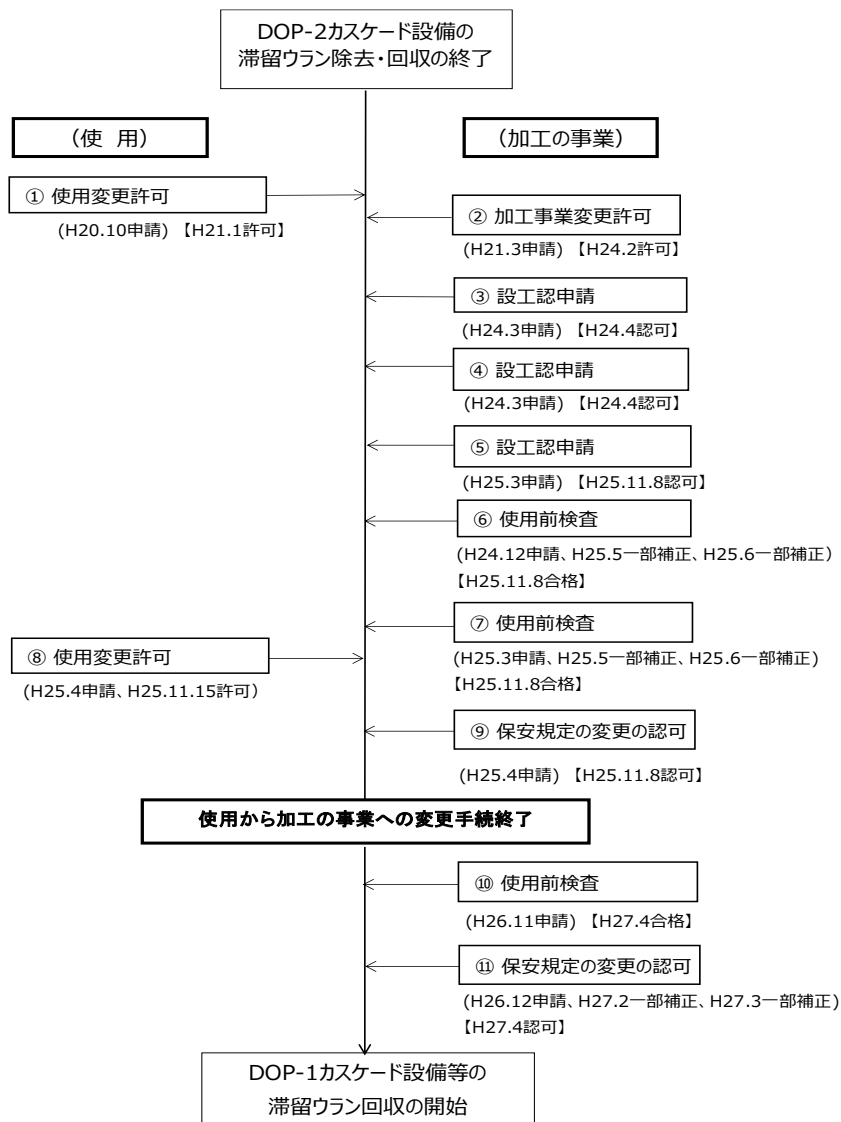 DOP-2カスケード設備の
滞留ウラン除去・回収の終了
（使 用）
（加工の事業）
① 使用変更許可
(H20.10申請) 【H21.1許可】
② 加工事業変更許可
(H21.3申請) 【H24.2許可】
③ 設工認申請
(H24.3申請) 【H24.4認可】
④ 設工認申請
(H24.3申請) 【H24.4認可】
⑤ 設工認申請
(H25.3申請) 【H25.11.8認可】
⑥ 使用前検査
(H24.12申請、H25.5一部補正、H25.6一部補正）
【H25.11.8合格】
⑦ 使用前検査
(H25.3申請、H25.5一部補正、H25.6一部補正)
【H25.11.8合格】
⑧ 使用変更許可
(H25.4申請、H25.11.15許可）
⑨ 保安規定の変更の認可
(H25.4申請) 【H25.11.8認可】
使用から加工の事業への変更手続終了
⑩ 使用前検査
(H26.11申請) 【H27.4合格】
⑪ 保安規定の変更の認可
(H26.12申請、H27.2一部補正、H27.3一部補正)
【H27.4認可】
DOP-1カスケード設備等の
滞留ウラン回収の開始